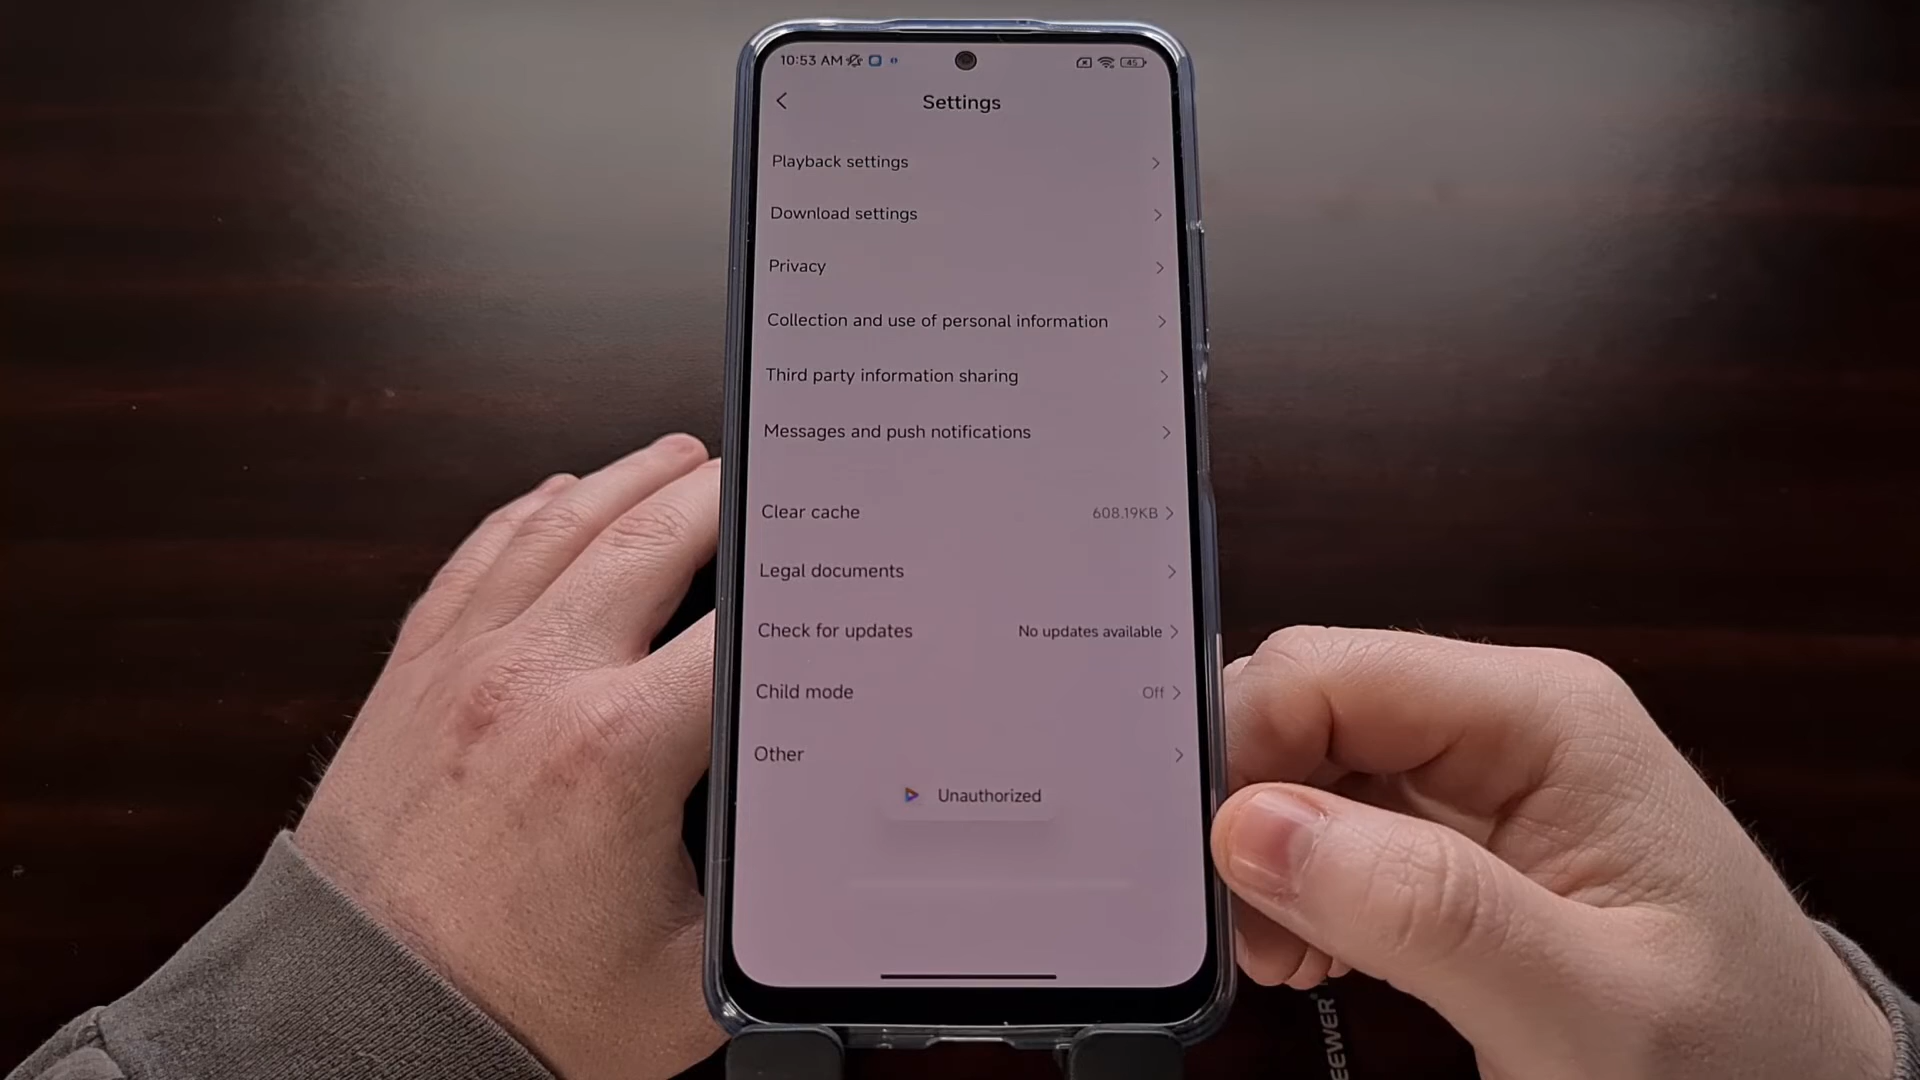 10:53 AM
45
Settings
Playback settings
Download settings
Privacy
Collection and use of personal information
Third party information sharing
Messages and push notifications
Clear cache 608.19KB
Legal documents
Check for updates No updates available
Child mode Off
Other
Unauthorized
EEWER